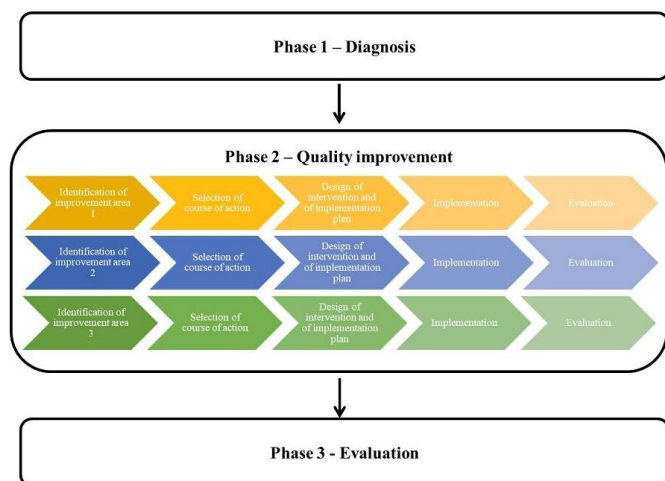 Phase 1 – Diagnosis
Phase 2 – Quality improvement
Identification of
improvement area
1
Selection of
course of action
Design of
intervention and
of implementation
plan
Implementation
Evaluation
Identification of
improvement area
2
Selection of
course of action
Design of
intervention and
of implementation
plan
Implementation
Evaluation
Identification of
improvement area
3
Selection of
course of action
Design of
intervention and
of implementation
plan
Implementation
Evaluation
Phase 3 - Evaluation